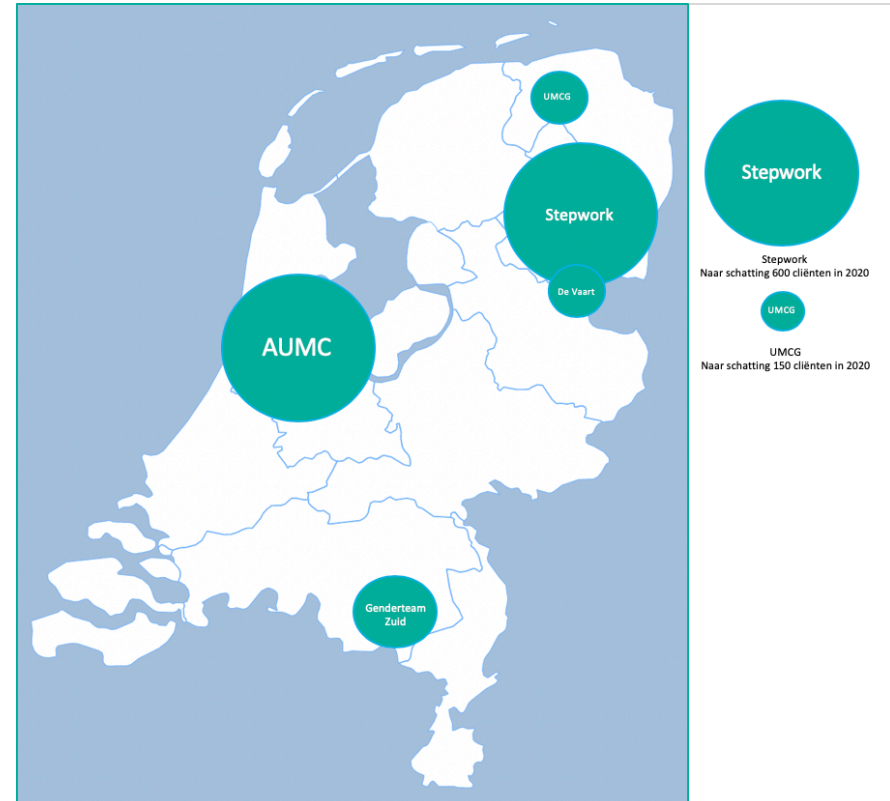 UMCG
Stepwork
De Vaart
AUMC
Genderteam
Zuid
Stepwork
Stepwork
Naar schatting 600 cliënten in 2020
UMCG
UMCG
Naar schatting 150 cliënten in 2020